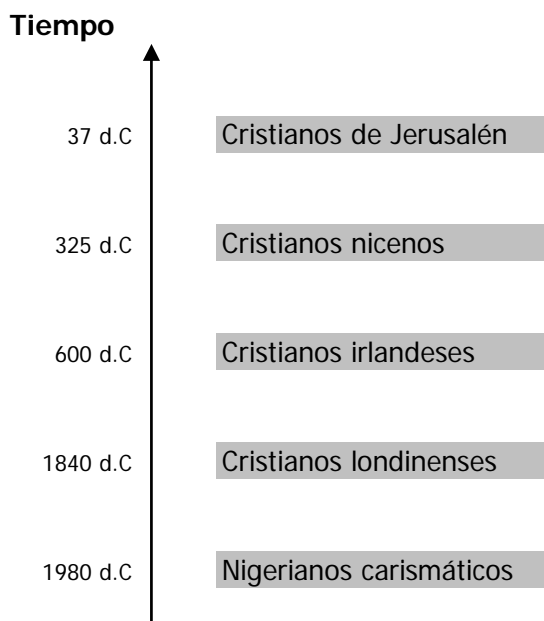 Tiempo
37 d.C Cristianos de Jerusalén
325 d.C Cristianos nicenos
600 d.C Cristianos irlandeses
1840 d.C Cristianos londinenses
1980 d.C Nigerianos carismáticos